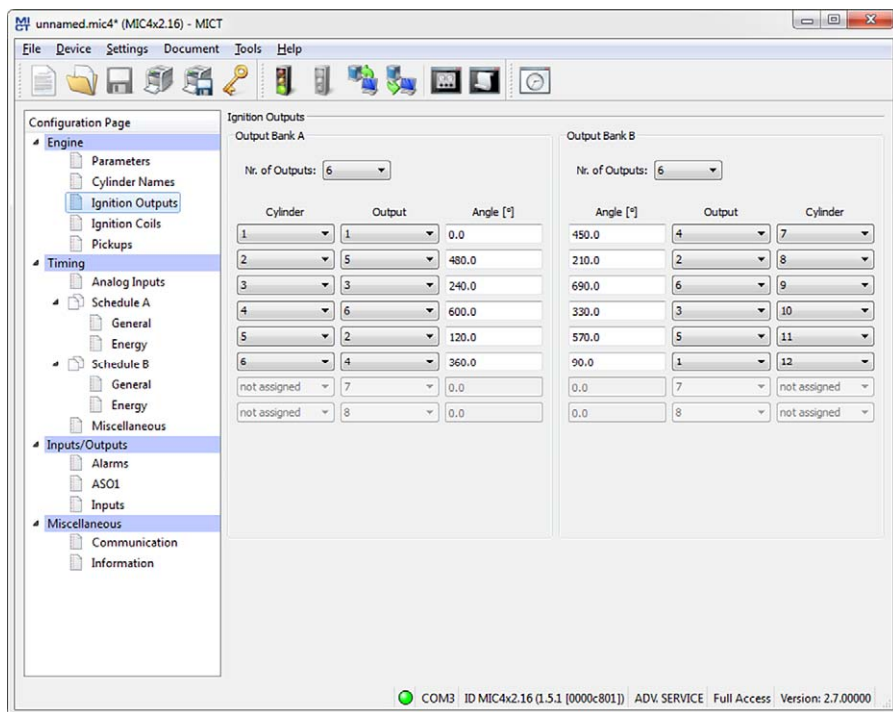 unnamed.mic4* (MIC4x2.16) - MICT
File Device Settings Document Tools Help
Configuration Page
Engine
Parameters
Cylinder Names
Ignition Outputs
Ignition Coils
Pickups
Timing
Analog Inputs
Schedule A
General
Energy
Schedule B
General
Energy
Miscellaneous
Inputs/Outputs
Alarms
ASO1
Inputs
Miscellaneous
Communication
Information
Ignition Outputs
Output Bank A
Nr. of Outputs: 6
Cylinder Output Angle [°]
1 1 0.0
2 5 480.0
3 3 240.0
4 6 600.0
5 2 120.0
6 4 360.0
not assigned 7 0.0
not assigned 8 0.0
Output Bank B
Nr. of Outputs: 6
Angle [°] Output Cylinder
450.0 4 7
210.0 2 8
690.0 6 9
330.0 3 10
570.0 5 11
90.0 1 12
0.0 7 not assigned
0.0 8 not assigned
COM3 ID MIC4x2.16 (1.5.1 [0000c801]) ADV. SERVICE Full Access Version: 2.7.00000